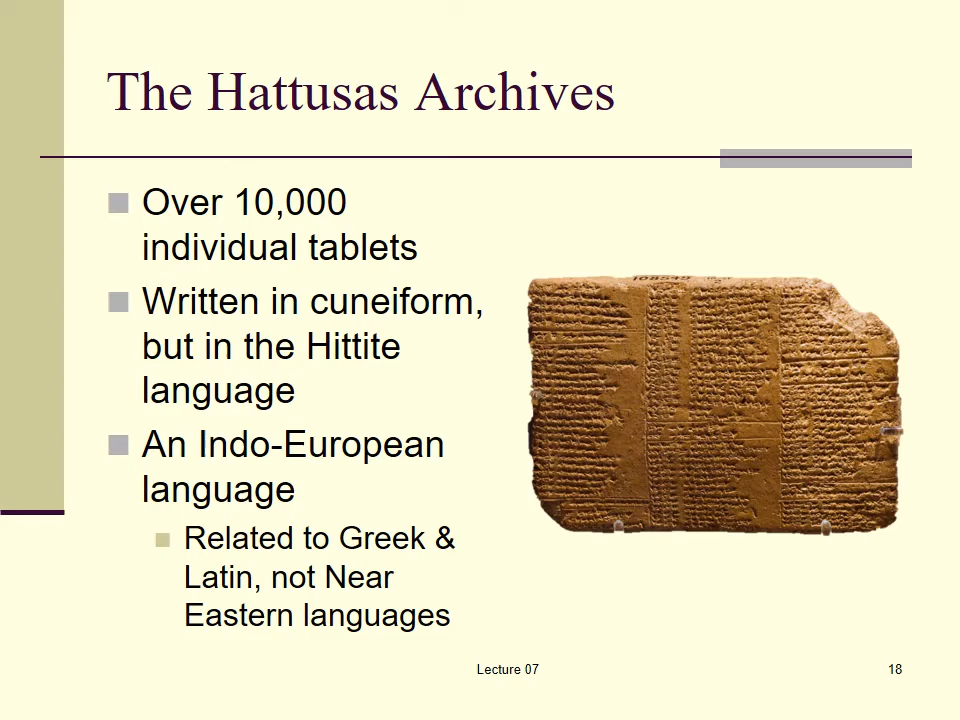 The Hattusas Archives
Over 10,000
individual tablets
Written in cuneiform,
but in the Hittite
language
An Indo-European
language
Related to Greek &
Latin, not Near
Eastern languages
Lecture 07
18